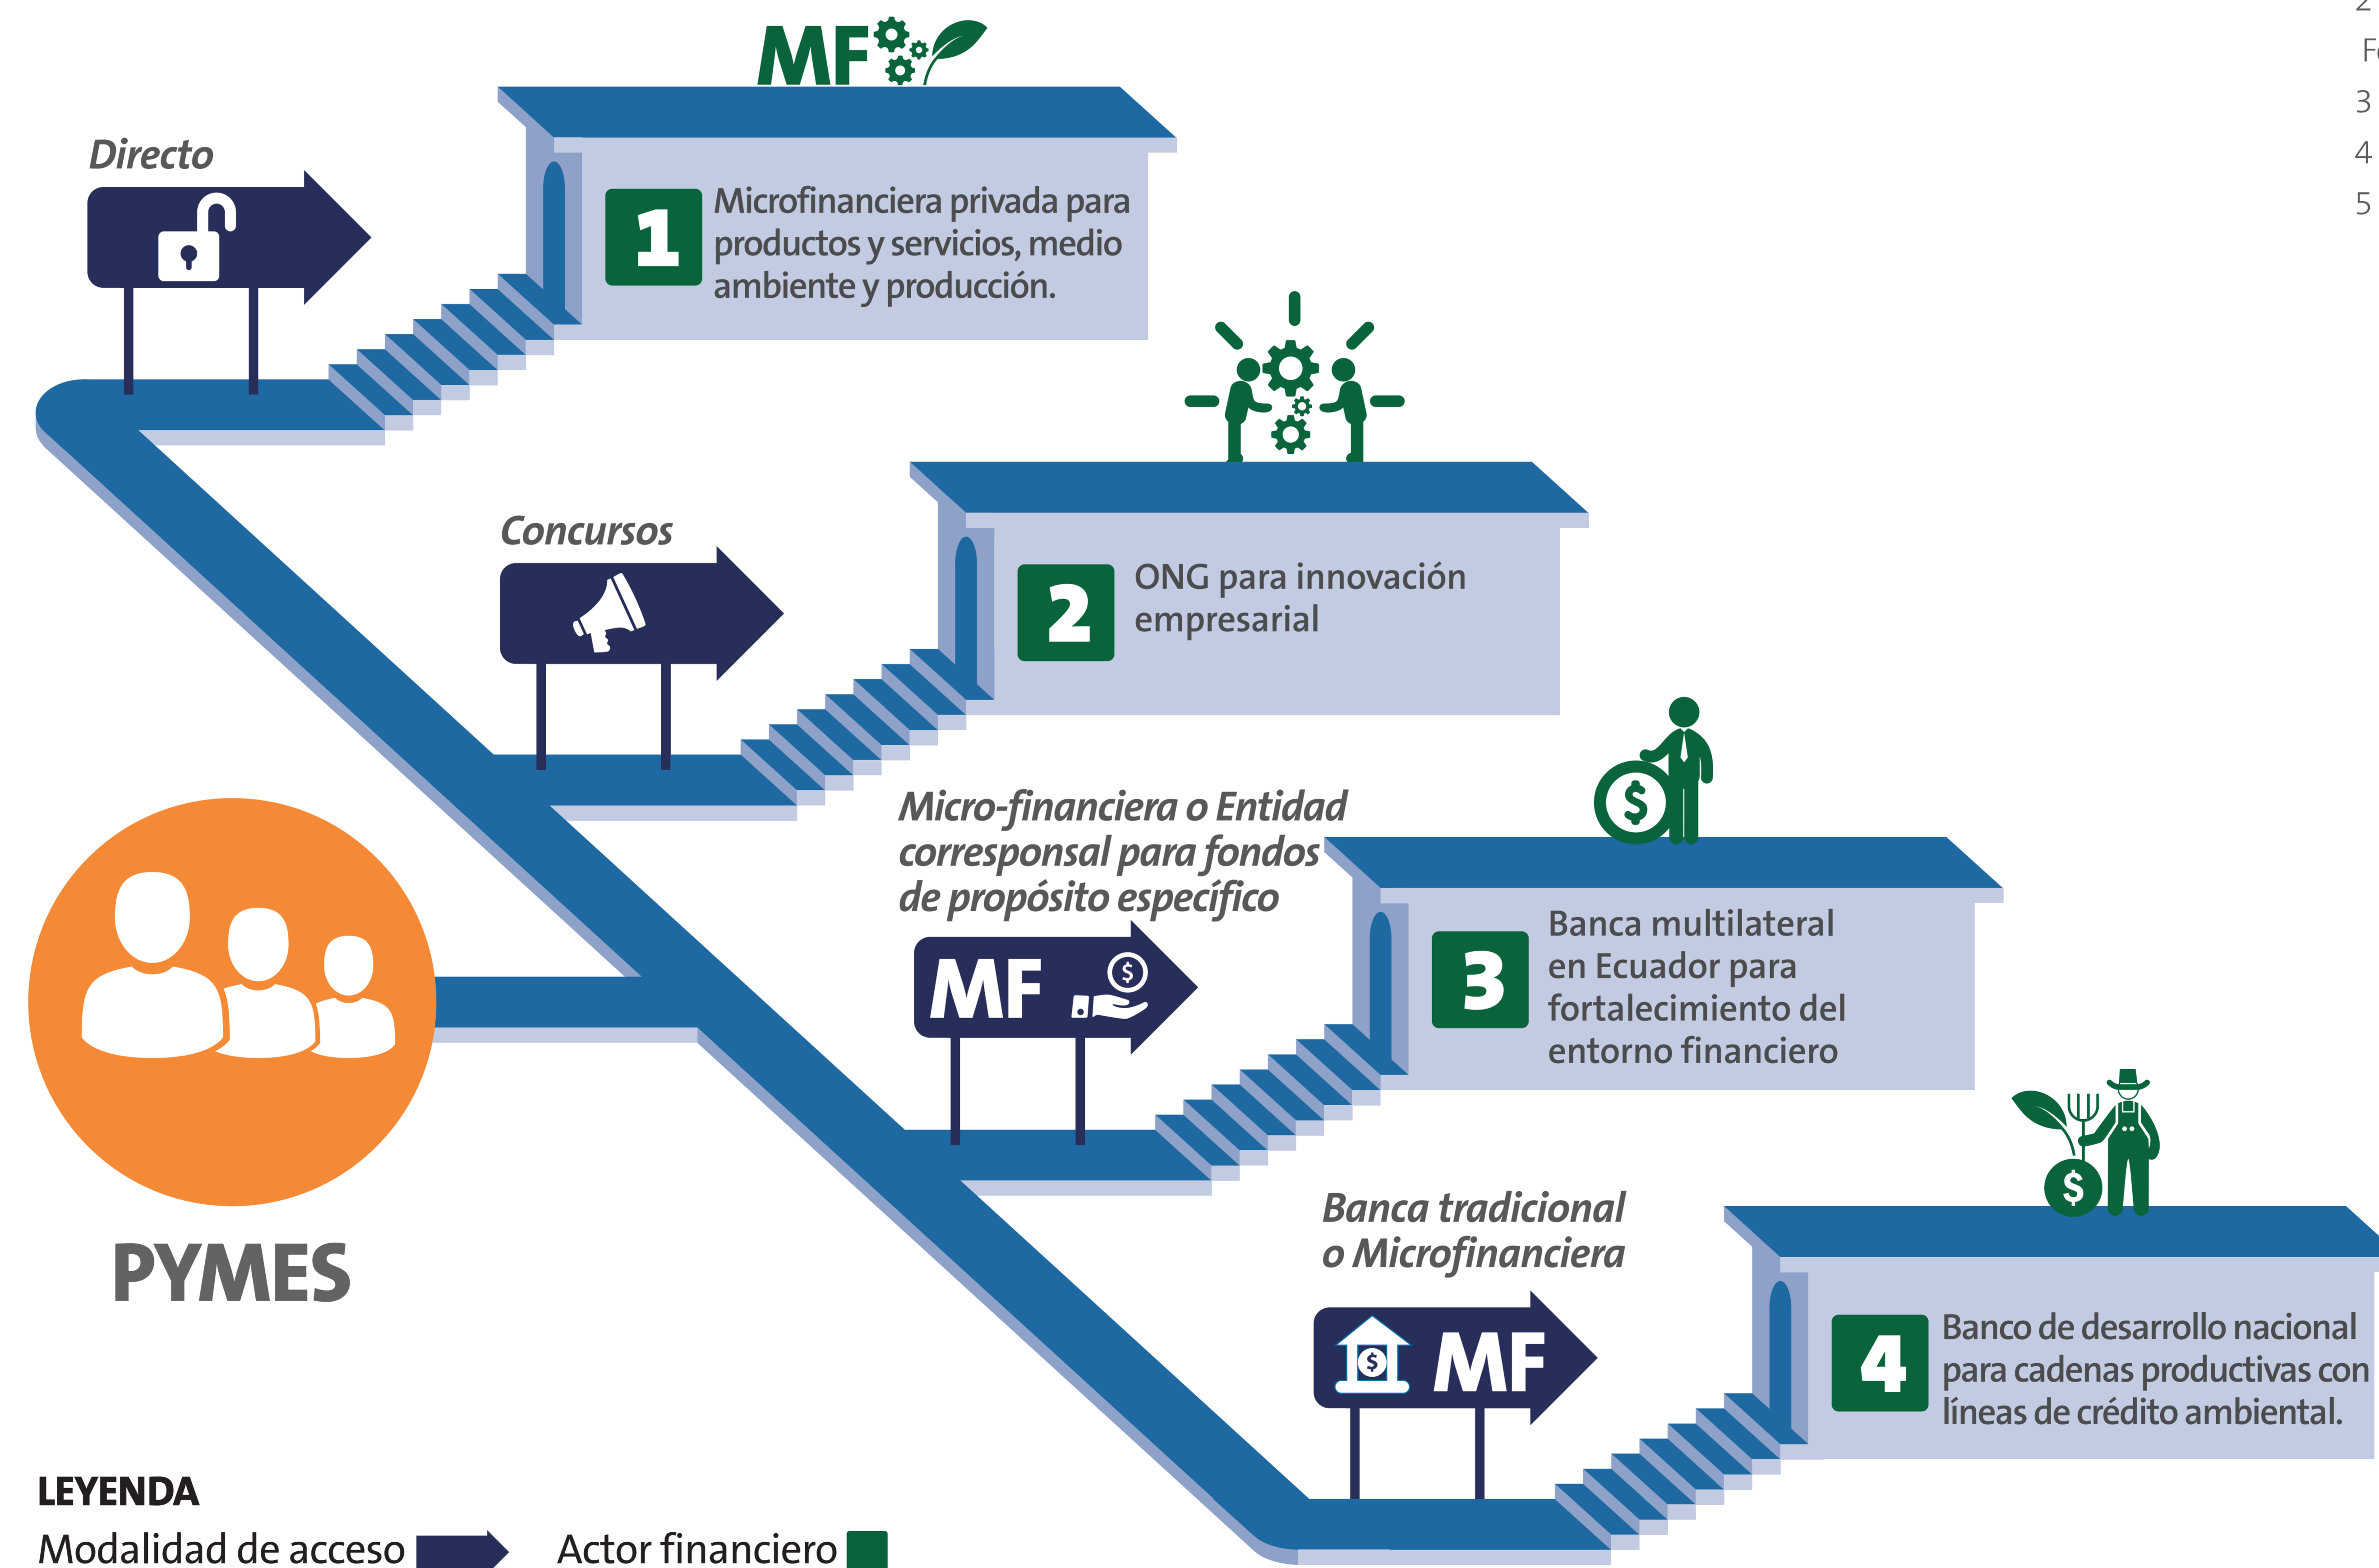 MF
Directo
1
Microfinanciera privada para
productos y servicios, medio
ambiente y producción.
Concursos
2
ONG para innovación
empresarial
Micro-financiera o Entidad
corresponsal para fondos
de propósito específico
MF
$
$
3
Banca multilateral
en Ecuador para
fortalecimiento del
entorno financiero
PYMES
Banca tradicional
o Microfinanciera
$
MF
$
4
Banco de desarrollo nacional
para cadenas productivas con
líneas de crédito ambiental.
LEYENDA
Modalidad de acceso
Actor financiero
2
3
4
5